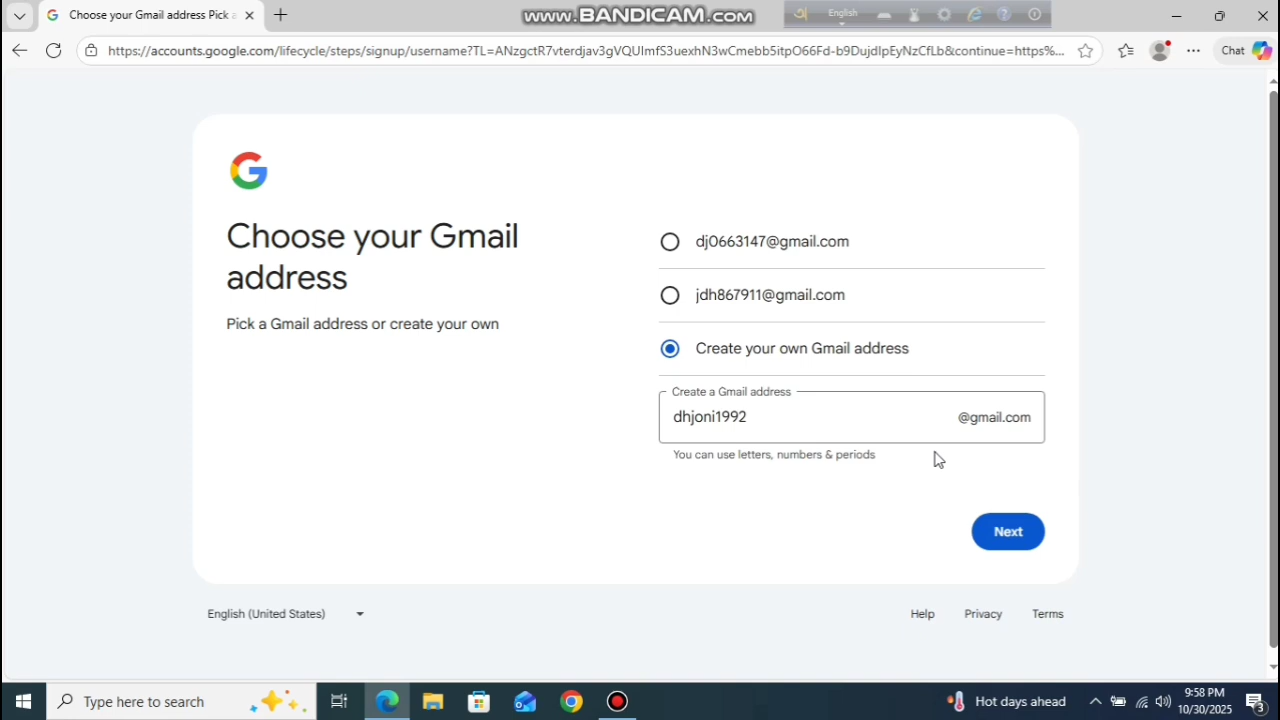 Choose your Gmail address Pick a
www.BANDICAM.com
English
https://accounts.google.com/lifecycle/steps/signup/username?TL=ANzgctR7vterdjav3gVQUImfS3uexhN3wCmebb5itpO66Fd-b9DujdIpEyNzCfLb&continue=https%...
Chat
Choose your Gmail
address
Pick a Gmail address or create your own
dj0663147@gmail.com
jdh867911@gmail.com
Create your own Gmail address
Create a Gmail address
dhjoni1992
@gmail.com
You can use letters, numbers & periods
Next
English (United States)
Help
Privacy
Terms
Type here to search
Hot days ahead
9:58 PM
10/30/2025
3